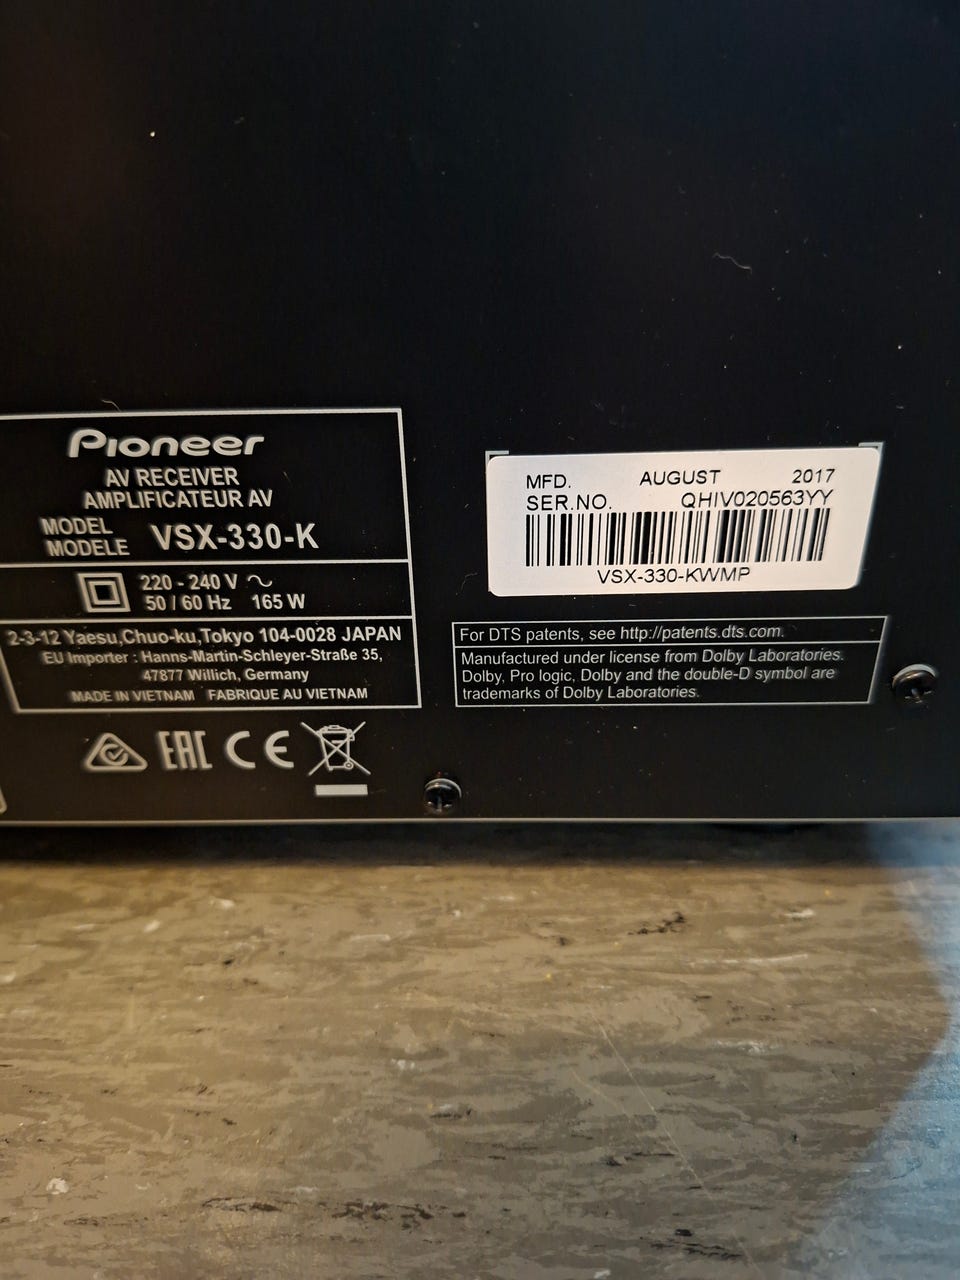 Pioneer
AV RECEIVER
AMPLIFICATEUR AV
MODEL
MODELE VSX-330-K
220 - 240 V ~
50 / 60 Hz 165 W
2-3-12 Yaesu,Chuo-ku,Tokyo 104-0028 JAPAN
EU Importer : Hanns-Martin-Schleyer-Straße 35,
47877 Willich, Germany
MADE IN VIETNAM FABRIQUE AU VIETNAM
EAC CE
MFD. AUGUST 2017
SER.NO. QHIV020563YY
VSX-330-KWMP
For DTS patents, see http://patents.dts.com.
Manufactured under license from Dolby Laboratories.
Dolby, Pro logic, Dolby and the double-D symbol are
trademarks of Dolby Laboratories.